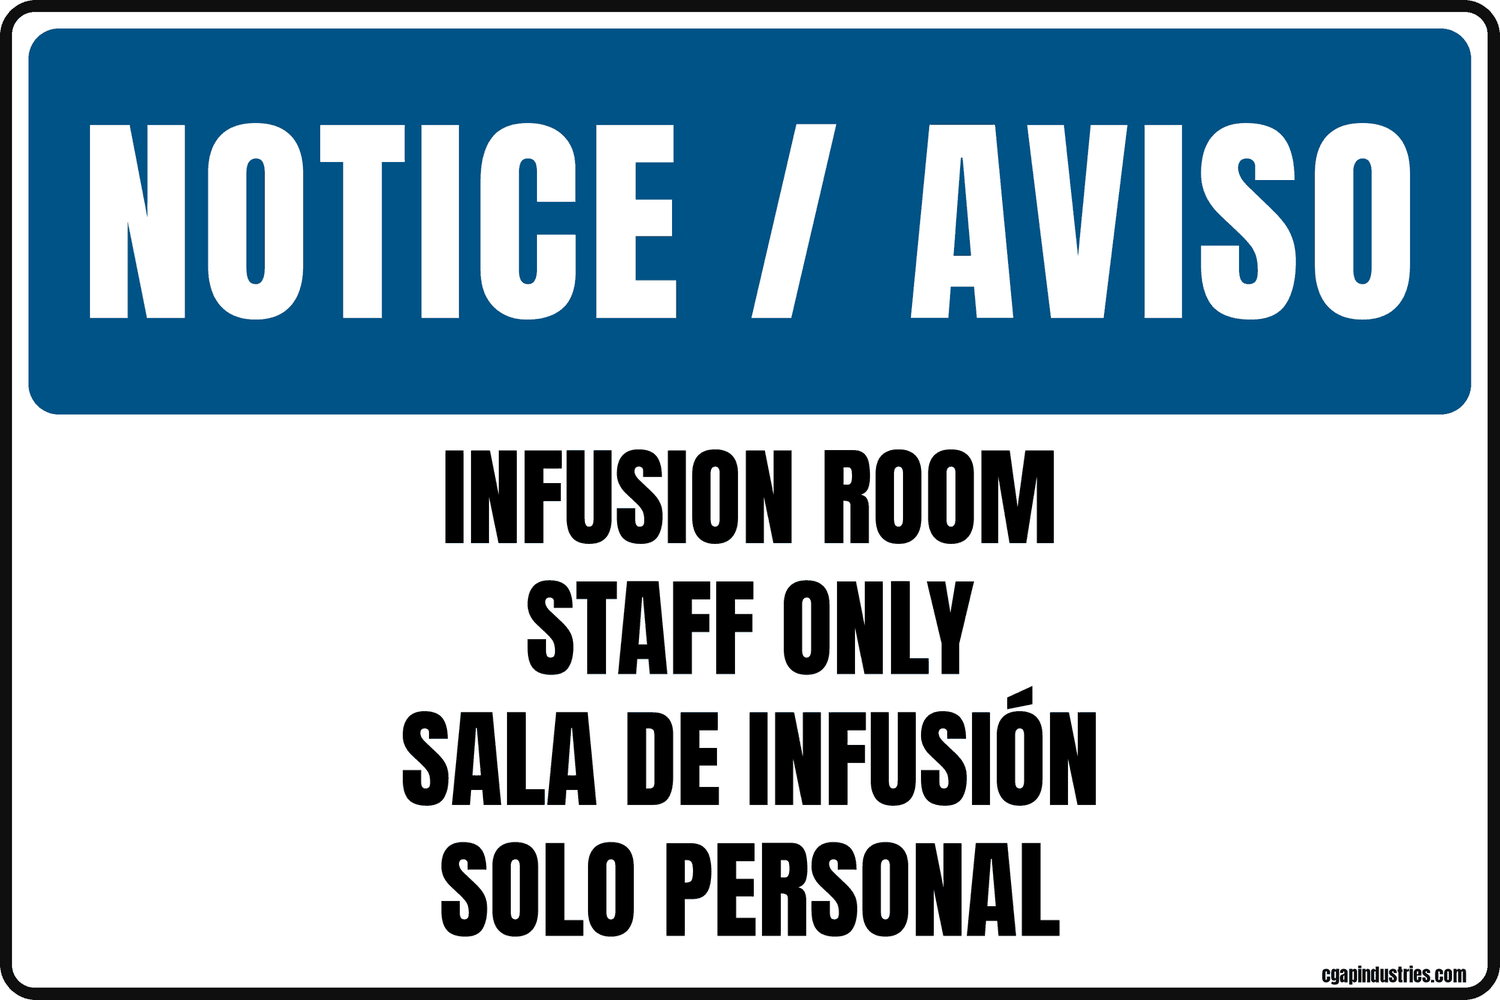 NOTICE / AVISO
INFUSION ROOM
STAFF ONLY
SALA DE INFUSIÓN
SOLO PERSONAL
cgapindustries.com